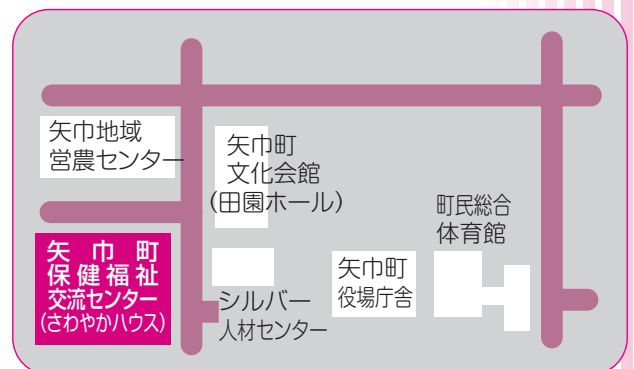 矢巾地域
営農センター
矢巾町
文化会館
（田園ホール）
町民総合
体育館
矢巾町
保健福祉
交流センター
(さわやかハウス)
シルバー
人材センター
矢巾町
役場庁舎